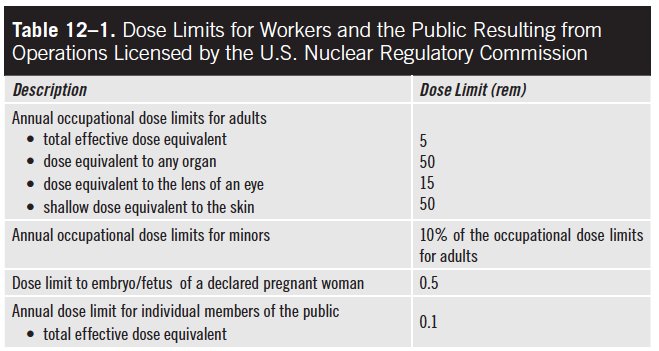 Table 12–1. Dose Limits for Workers and the Public Resulting from
Operations Licensed by the U.S. Nuclear Regulatory Commission
Description Dose Limit (rem)
Annual occupational dose limits for adults
• total effective dose equivalent 5
• dose equivalent to any organ 50
• dose equivalent to the lens of an eye 15
• shallow dose equivalent to the skin 50
Annual occupational dose limits for minors 10% of the occupational dose limits
for adults
Dose limit to embryo/fetus of a declared pregnant woman 0.5
Annual dose limit for individual members of the public
• total effective dose equivalent 0.1